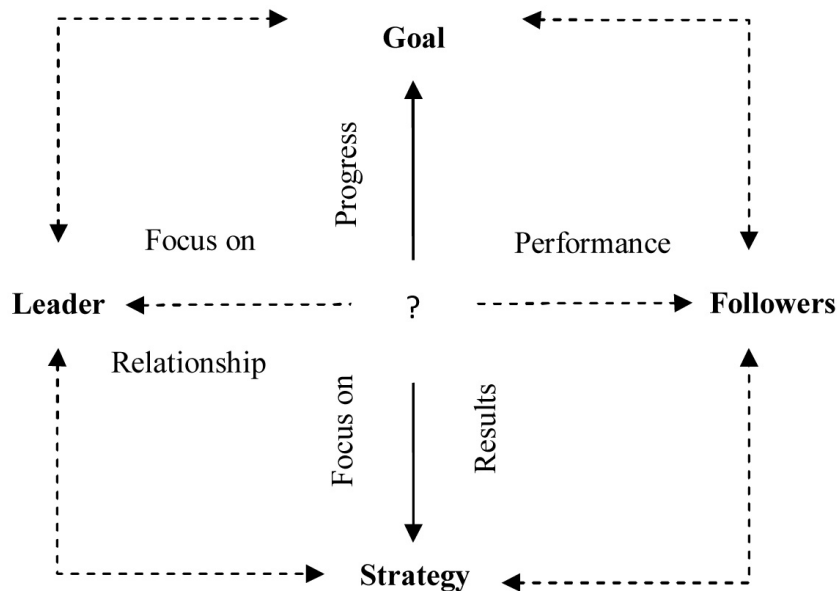 Goal
Progress
Focus on
Performance
Leader
?
Followers
Relationship
Focus on
Results
Strategy